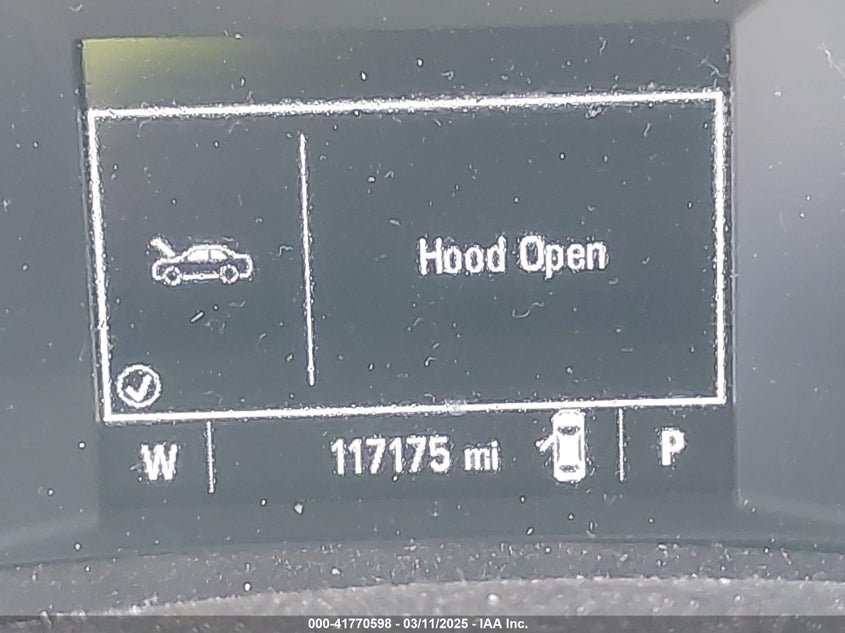 Hood Open
W 117175 mi P
000-41770598 - 03/11/2025 - IAA Inc.